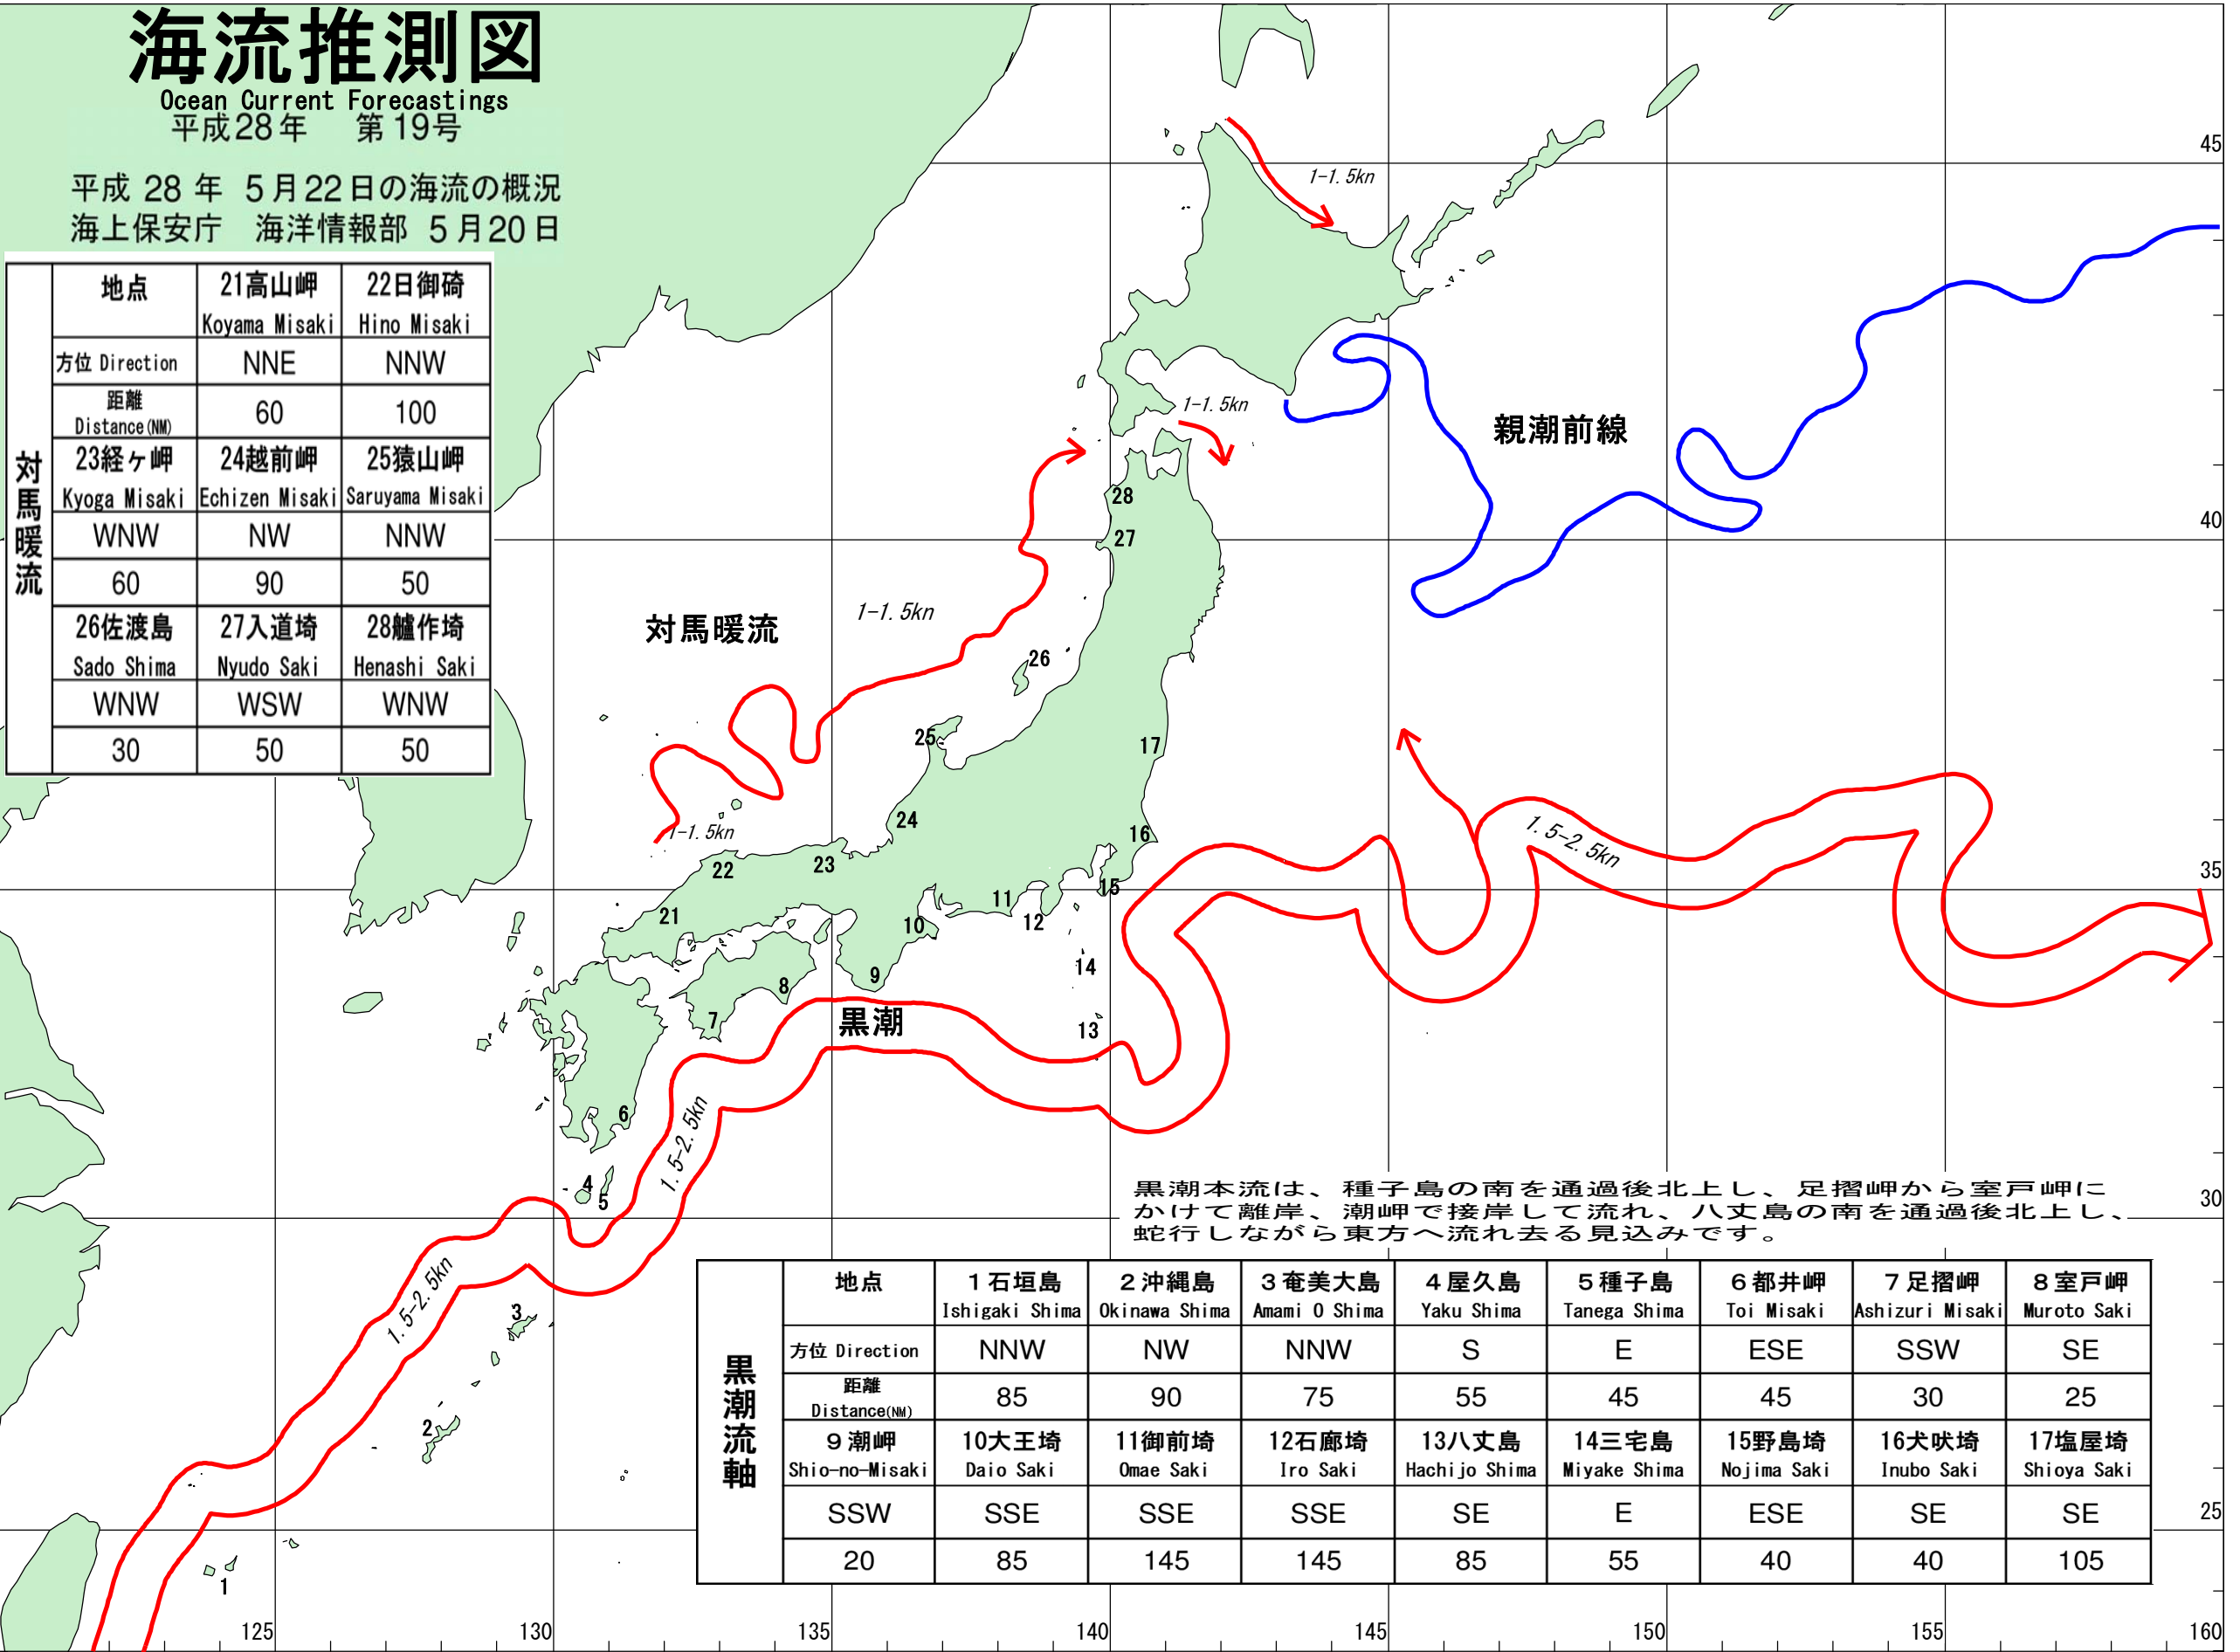 海流推測図
Ocean Current Forecastings
平成28年　第19号
平成 28 年 5月22日の海流の概況
海上保安庁　海洋情報部 5月20日
対馬暖流
地点 21高山岬 22日御碕
Koyama Misaki Hino Misaki
方位 Direction NNE NNW
距離 Distance(NM) 60 100
23経ヶ岬 24越前岬 25猿山岬
Kyoga Misaki Echizen Misaki Saruyama Misaki
WNW NW NNW
60 90 50
26佐渡島 27入道埼 28艫作埼
Sado Shima Nyudo Saki Henashi Saki
WNW WSW WNW
30 50 50
1-1.5kn
45
親潮前線
1-1.5kn
28
40
27
対馬暖流
1-1.5kn
26
25
17
24
16
1-1.5kn
1.5-2.5kn
22
23
35
15
21
11
12
10
14
9
8
7
黒潮
13
6
1.5-2.5kn
4
5
30
1.5-2.5kn
3
2
1
25
黒潮本流は、種子島の南を通過後北上し、足摺岬から室戸岬に
かけて離岸、潮岬で接岸して流れ、八丈島の南を通過後北上し、
蛇行しながら東方へ流れ去る見込みです。
黒潮流軸
地点 1石垣島 2沖縄島 3奄美大島 4屋久島 5種子島 6都井岬 7足摺岬 8室戸岬
Ishigaki Shima Okinawa Shima Amami O Shima Yaku Shima Tanega Shima Toi Misaki Ashizuri Misaki Muroto Saki
方位 Direction NNW NW NNW S E ESE SSW SE
距離 Distance(NM) 85 90 75 55 45 45 30 25
9潮岬 10大王埼 11御前埼 12石廊埼 13八丈島 14三宅島 15野島埼 16犬吠埼 17塩屋埼
Shio-no-Misaki Daio Saki Omae Saki Iro Saki Hachijo Shima Miyake Shima Nojima Saki Inubo Saki Shioya Saki
SSW SSE SSE SSE SE E ESE SE SE
20 85 145 145 85 55 40 40 105
125 130 135 140 145 150 155 160